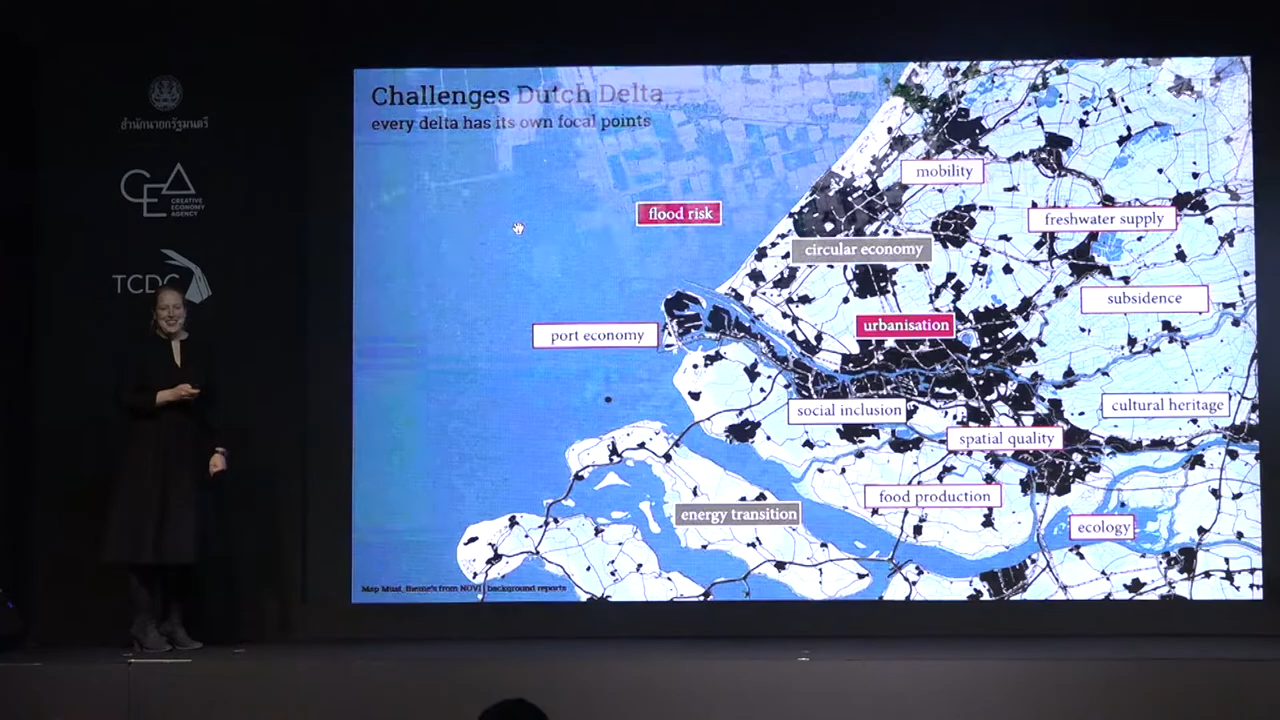 สำนักนายกรัฐมนตรี
CEA
CREATIVE
ECONOMY
AGENCY
TCDC
Challenges Dutch Delta
every delta has its own focal points
mobility
flood risk
freshwater supply
circular economy
subsidence
urbanisation
port economy
social inclusion
cultural heritage
spatial quality
food production
energy transition
ecology
background reports